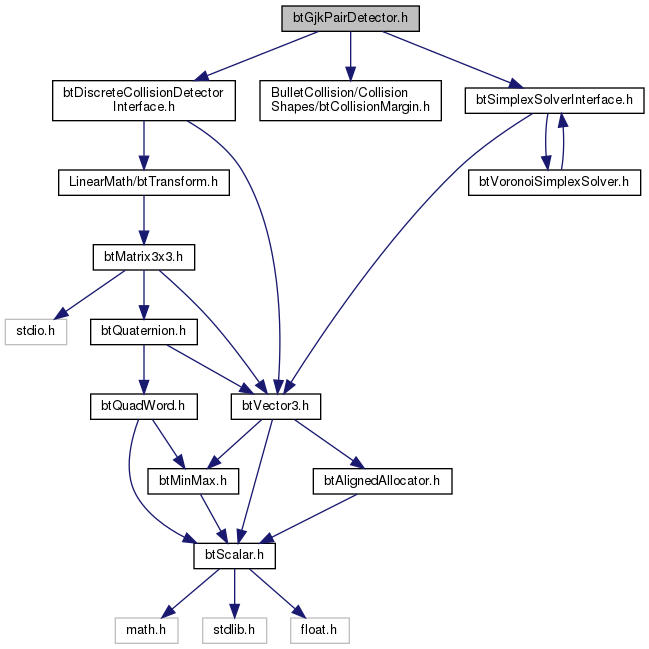 btGjkPairDetector.h
btDiscreteCollisionDetector
Interface.h
BulletCollision/Collision
Shapes/btCollisionMargin.h
btSimplexSolverInterface.h
LinearMath/btTransform.h
btVoronoiSimplexSolver.h
btMatrix3x3.h
stdio.h
btQuaternion.h
btQuadWord.h
btVector3.h
btMinMax.h
btAlignedAllocator.h
btScalar.h
math.h
stdlib.h
float.h